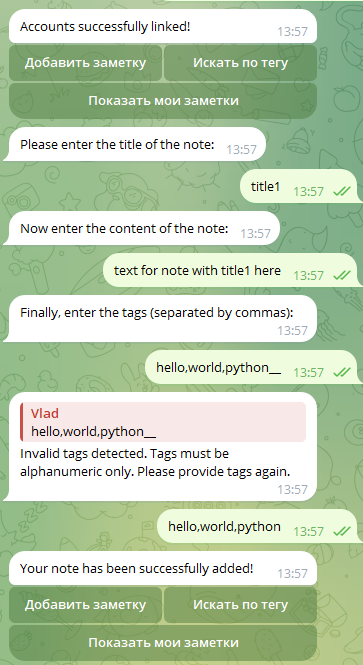 Accounts successfully linked!
13:57
Добавить заметку Искать по тегу
Показать мои заметки
Please enter the title of the note: 13:57
title1 13:57
Now enter the content of the note: 13:57
text for note with title1 here 13:57
Finally, enter the tags (separated by commas):
13:57
hello,world,python__ 13:57
Vlad
hello,world,python__
Invalid tags detected. Tags must be
alphanumeric only. Please provide tags again.
13:57
hello,world,python 13:57
Your note has been successfully added! 13:57
Добавить заметку Искать по тегу
Показать мои заметки